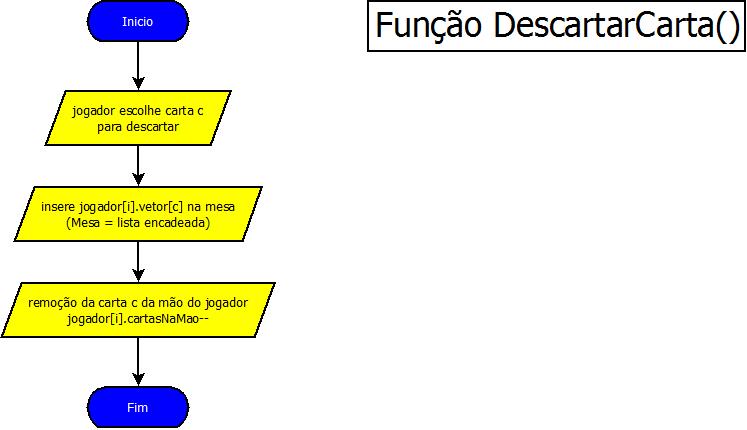 Inicio
Função DescartarCarta()
jogador escolhe carta c
para descartar
insere jogador[i].vetor[c] na mesa
(Mesa = lista encadeada)
remoção da carta c da mão do jogador
jogador[i].cartasNaMao--
Fim